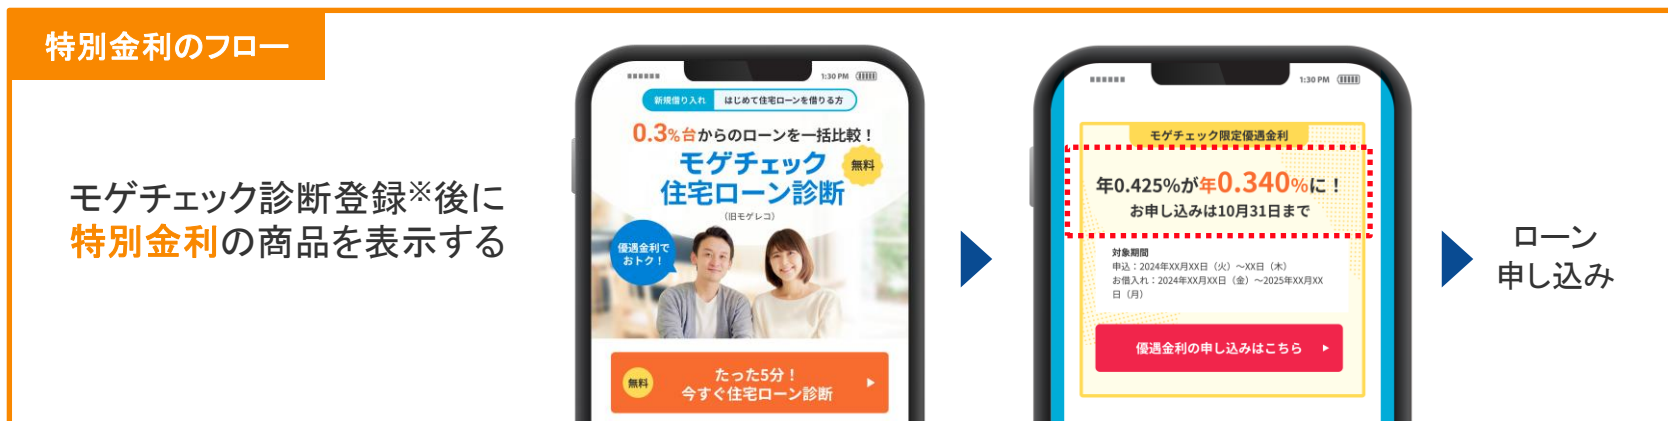 特別金利のフロー
モゲチェック診断登録※後に
特別金利の商品を表示する
1:30 PM
新規借り入れ はじめて住宅ローンを借りる方
0.3%台からのローンを一括比較！
モゲチェック
住宅ローン診断
無料
（旧モゲレコ）
優遇金利で
おトク！
無料
たった5分！
今すぐ住宅ローン診断
1:30 PM
モゲチェック限定優遇金利
年0.425%が年0.340%に！
お申し込みは10月31日まで
対象期間
申込：2024年XX月XX日（火）～XX日（木）
お借入れ：2024年XX月XX日（金）～2025年XX月XX
日（月）
優遇金利の申し込みはこちら
ローン
申し込み